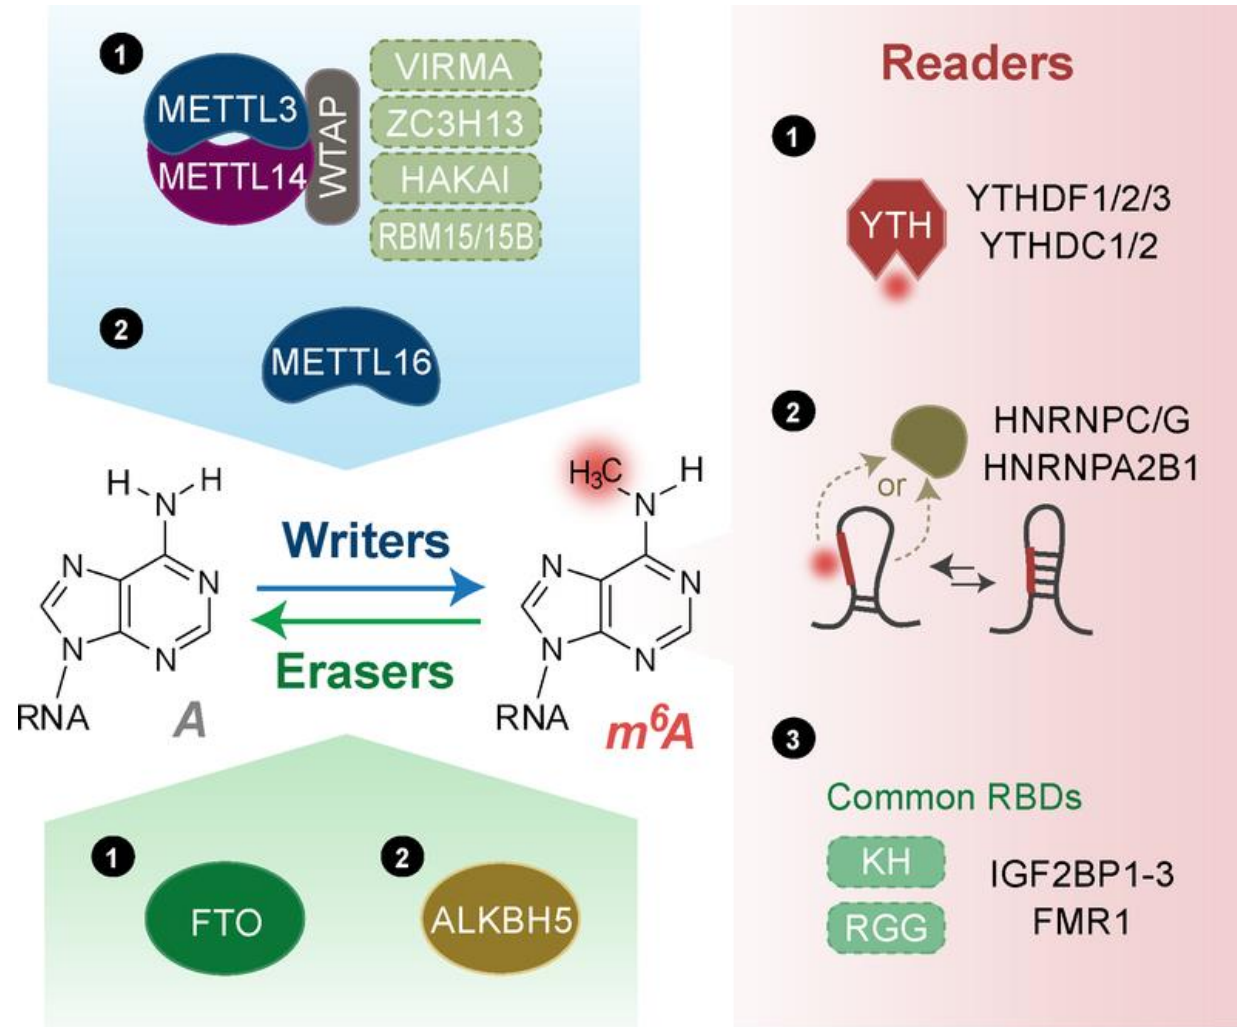 1
METTL3
METTL14
WTAP
VIRMA
ZC3H13
HAKAI
RBM15/15B
2
METTL16
H
H
N
N
N
N
N
RNA
A
Writers
Erasers
H₃C
H
N
N
N
N
N
RNA
m⁶A
1
FTO
2
ALKBH5
Readers
1
YTH
YTHDF1/2/3
YTHDC1/2
2
HNRNPC/G
HNRNPA2B1
or
3
Common RBDs
KH
RGG
IGF2BP1-3
FMR1